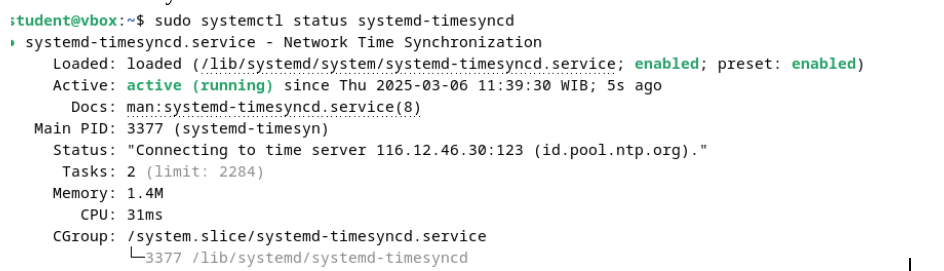 student@vbox:~$ sudo systemctl status systemd-timesyncd
systemd-timesyncd.service - Network Time Synchronization
Loaded: loaded (/lib/systemd/system/systemd-timesyncd.service; enabled; preset: enabled)
Active: active (running) since Thu 2025-03-06 11:39:30 WIB; 5s ago
Docs: man:systemd-timesyncd.service(8)
Main PID: 3377 (systemd-timesyn)
Status: "Connecting to time server 116.12.46.30:123 (id.pool.ntp.org)."
Tasks: 2 (limit: 2284)
Memory: 1.4M
CPU: 31ms
CGroup: /system.slice/systemd-timesyncd.service
└─3377 /lib/systemd/systemd-timesyncd